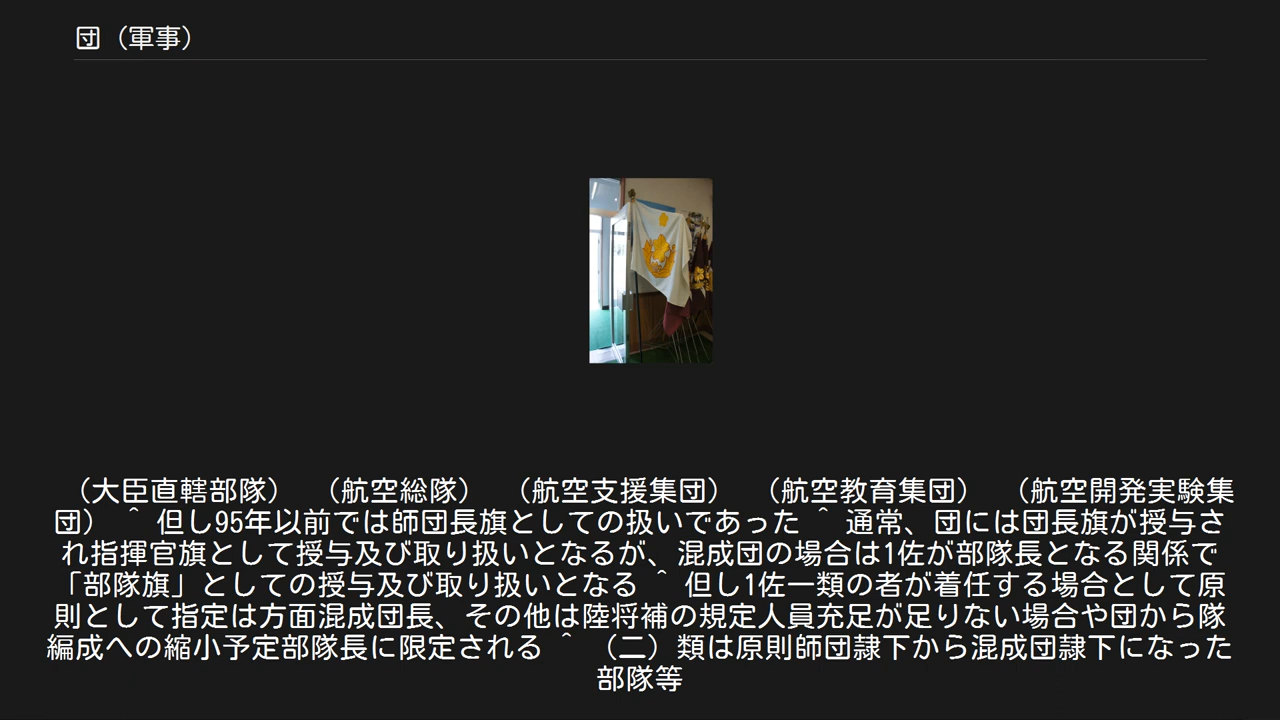 団（軍事）
（大臣直轄部隊）　（航空総隊）　（航空支援集団）　（航空教育集団）　（航空開発実験集
団） ＾ 但し95年以前では師団長旗としての扱いであった ＾ 通常、団には団長旗が授与さ
れ指揮官旗として授与及び取り扱いとなるが、混成団の場合は1佐が部隊長となる関係で
「部隊旗」としての授与及び取り扱いとなる ＾ 但し1佐一類の者が着任する場合として原
則として指定は方面混成団長、その他は陸将補の規定人員充足が足りない場合や団から隊
編成への縮小予定部隊長に限定される ＾ （二）類は原則師団隷下から混成団隷下になった
部隊等